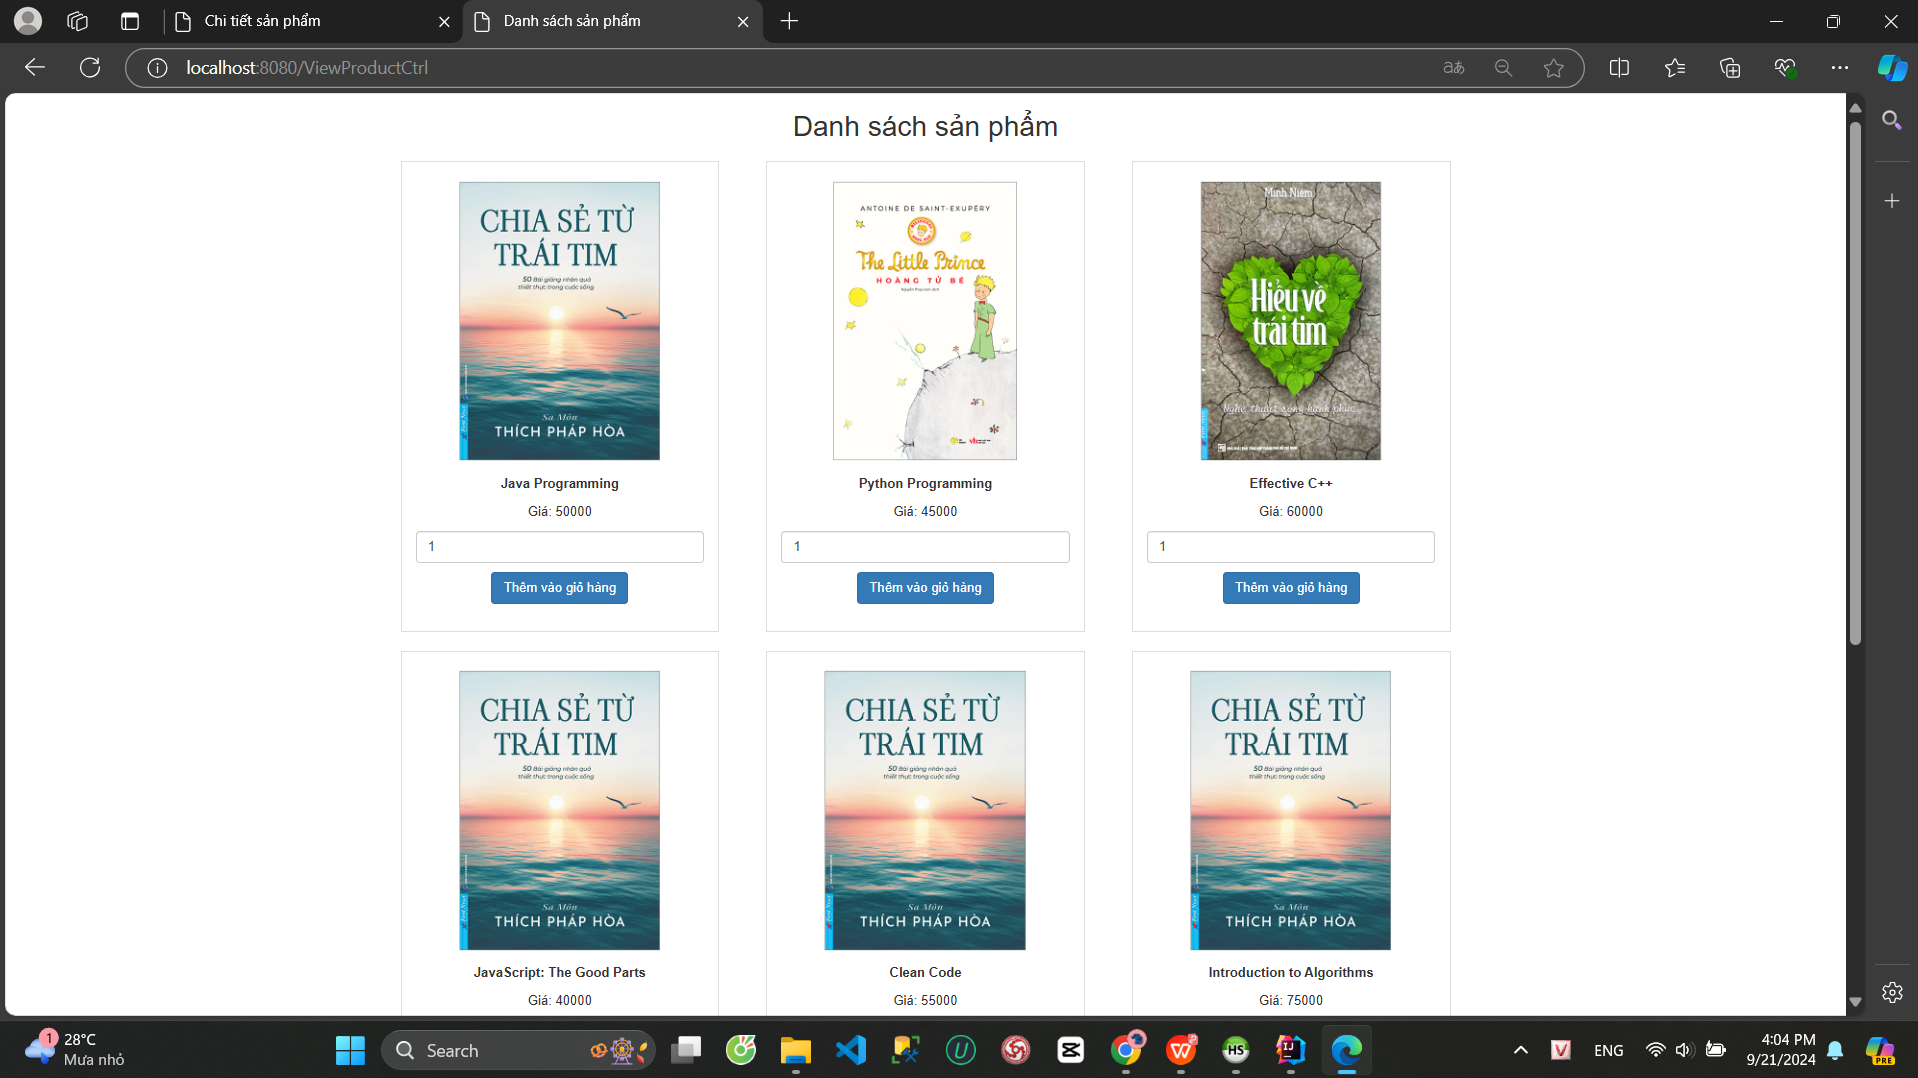 Chi tiết sản phẩm
Danh sách sản phẩm
localhost:8080/ViewProductCtrl
Danh sách sản phẩm
CHIA SẺ TỪ
TRÁI TIM
50 Bài giảng nhân quả
thiết thực trong cuộc sống
Sa Môn
THÍCH PHÁP HÒA
ANTOINE DE SAINT-EXUPÉRY
The Little Prince
HOÀNG TỬ BÉ
Minh Niệm
Hiểu về
trái tim
Nghệ thuật sống hạnh phúc
Java Programming
Python Programming
Effective C++
Giá: 50000
Giá: 45000
Giá: 60000
1
1
1
Thêm vào giỏ hàng
Thêm vào giỏ hàng
Thêm vào giỏ hàng
CHIA SẺ TỪ
TRÁI TIM
50 Bài giảng nhân quả
thiết thực trong cuộc sống
Sa Môn
THÍCH PHÁP HÒA
CHIA SẺ TỪ
TRÁI TIM
50 Bài giảng nhân quả
thiết thực trong cuộc sống
Sa Môn
THÍCH PHÁP HÒA
CHIA SẺ TỪ
TRÁI TIM
50 Bài giảng nhân quả
thiết thực trong cuộc sống
Sa Môn
THÍCH PHÁP HÒA
JavaScript: The Good Parts
Clean Code
Introduction to Algorithms
Giá: 40000
Giá: 55000
Giá: 75000
1
28°C
Mưa nhỏ
Search
HS
IJ
V
ENG
4:04 PM
9/21/2024
PRE